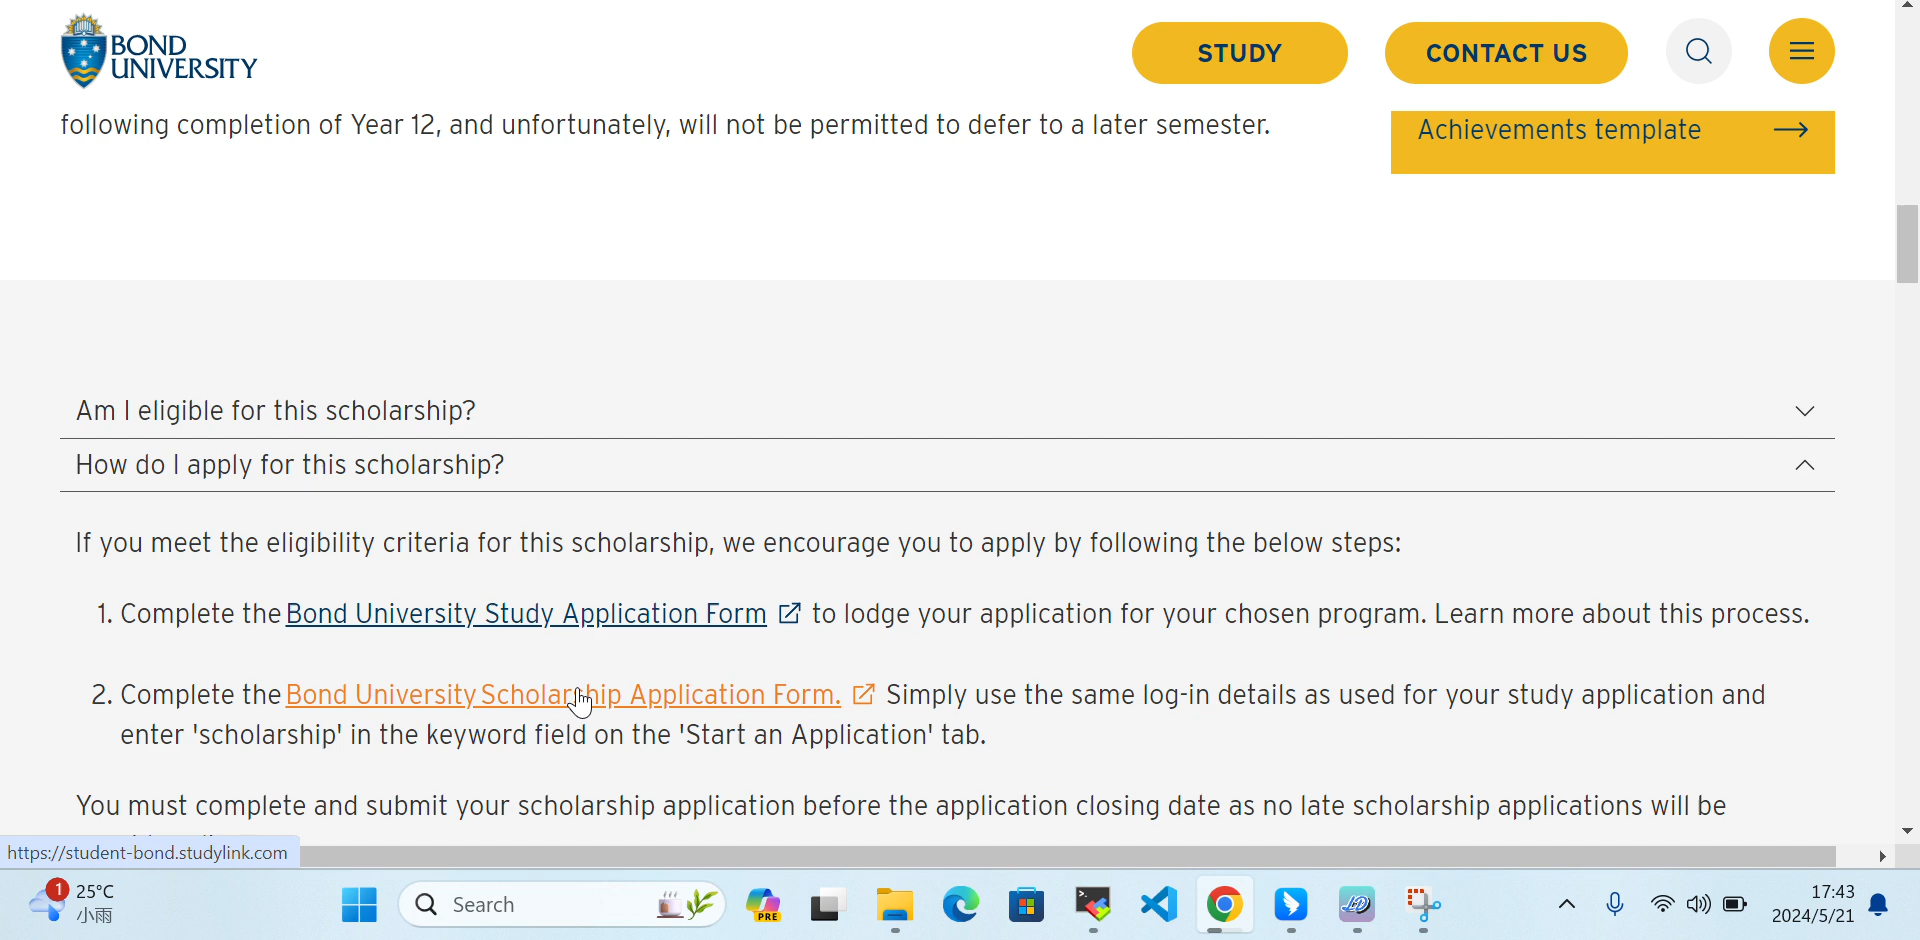 BOND
UNIVERSITY
STUDY
CONTACT US
following completion of Year 12, and unfortunately, will not be permitted to defer to a later semester.
Achievements template
Am I eligible for this scholarship?
How do I apply for this scholarship?
If you meet the eligibility criteria for this scholarship, we encourage you to apply by following the below steps:
1. Complete the Bond University Study Application Form to lodge your application for your chosen program. Learn more about this process.
2. Complete the Bond University Scholarship Application Form. Simply use the same log-in details as used for your study application and
enter 'scholarship' in the keyword field on the 'Start an Application' tab.
You must complete and submit your scholarship application before the application closing date as no late scholarship applications will be
https://student-bond.studylink.com
1
25°C
小雨
Search
PRE
17:43
2024/5/21